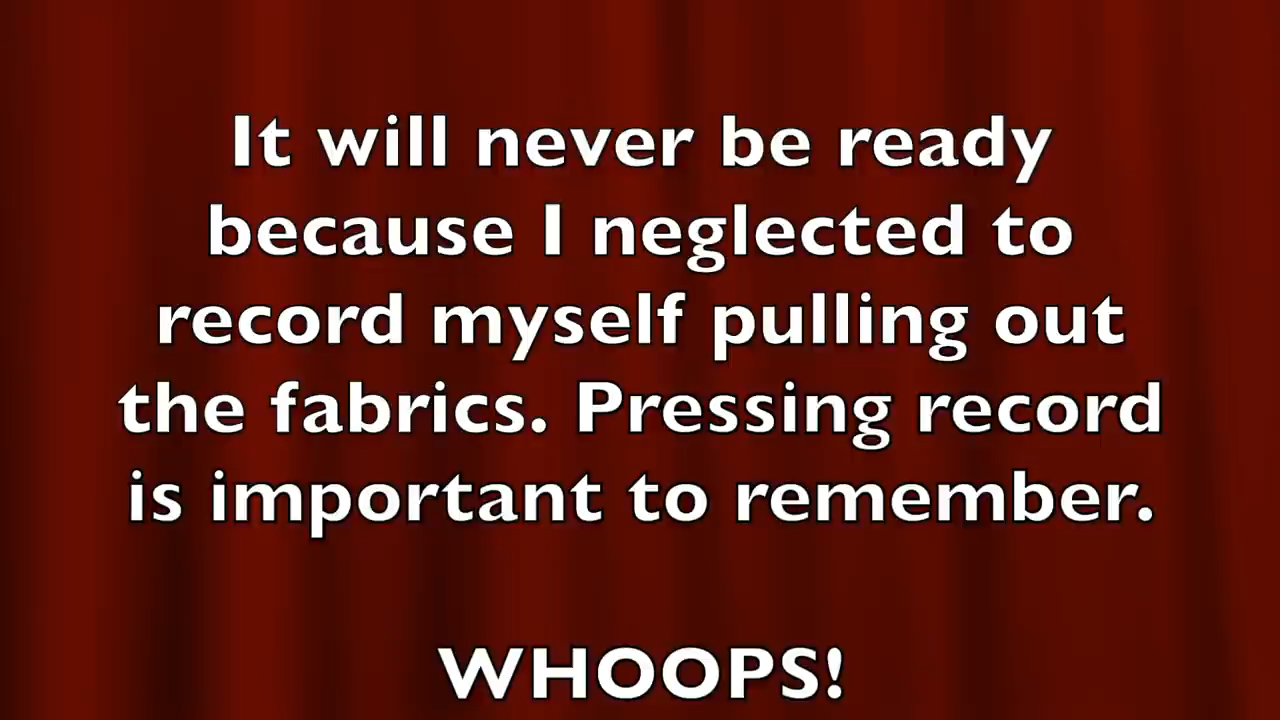 It will never be ready
because I neglected to
record myself pulling out
the fabrics. Pressing record
is important to remember.
WHOOPS!